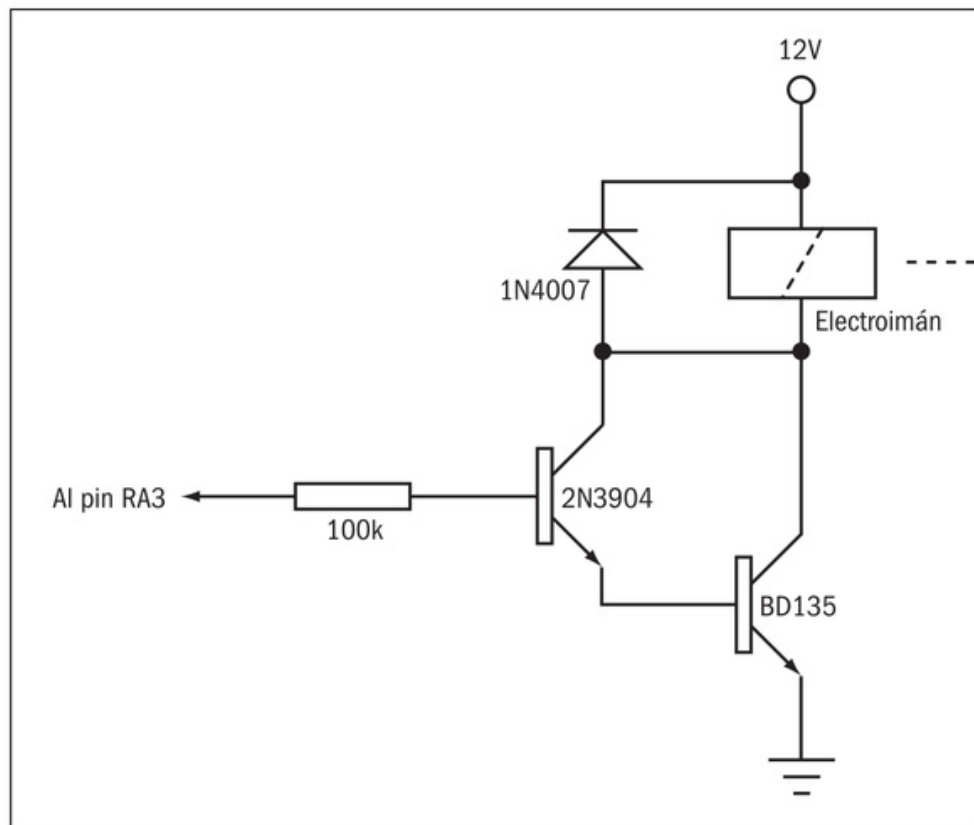 12V
1N4007
Electroimán
Al pin RA3
100k
2N3904
BD135